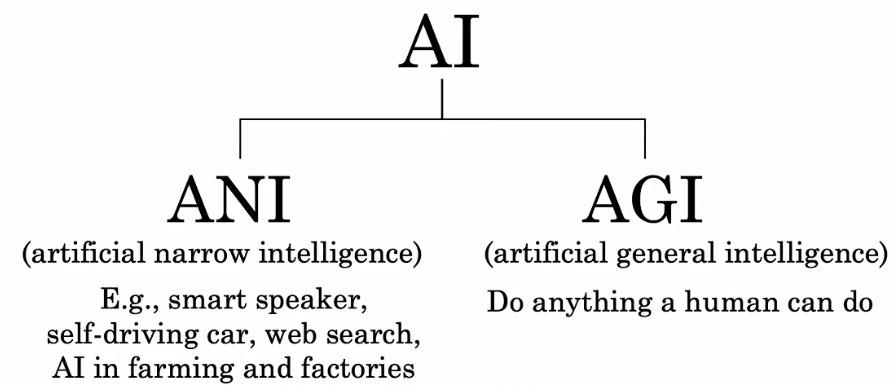 AI
ANI
(artificial narrow intelligence)
E.g., smart speaker,
self-driving car, web search,
AI in farming and factories
AGI
(artificial general intelligence)
Do anything a human can do